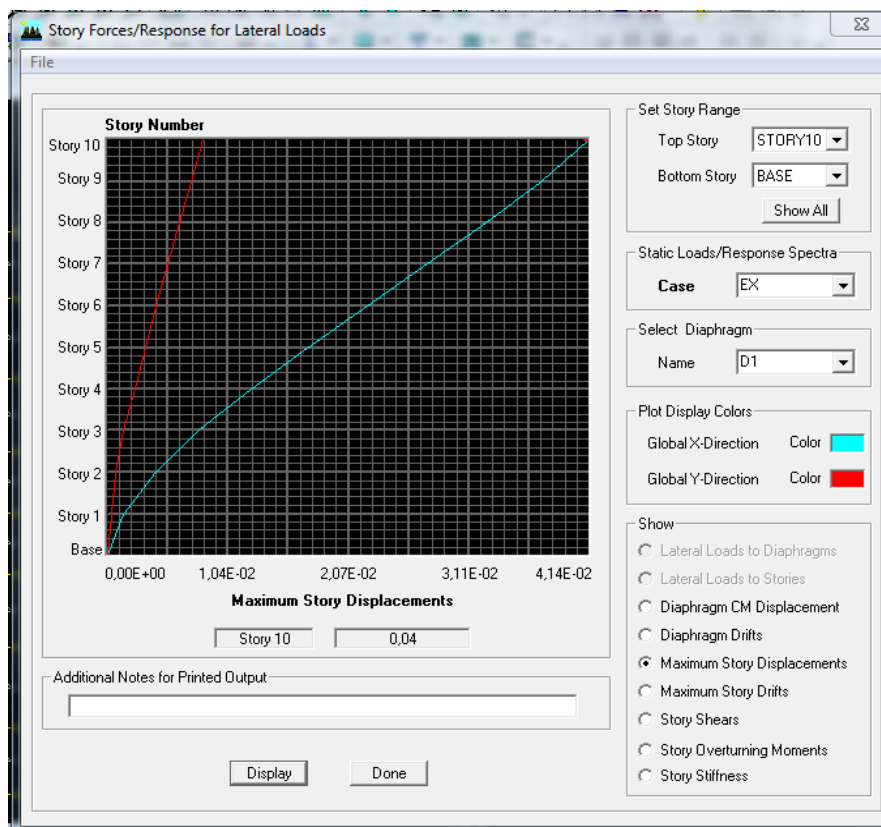 Story Forces/Response for Lateral Loads
File
Story Number
Story 10
Story 9
Story 8
Story 7
Story 6
Story 5
Story 4
Story 3
Story 2
Story 1
Base
0,00E+00 1,04E-02 2,07E-02 3,11E-02 4,14E-02
Maximum Story Displacements
Story 10 0,04
Additional Notes for Printed Output
Display Done
Set Story Range
Top Story STORY10
Bottom Story BASE
Show All
Static Loads/Response Spectra
Case EX
Select Diaphragm
Name D1
Plot Display Colors
Global X-Direction Color
Global Y-Direction Color
Show
Lateral Loads to Diaphragms
Lateral Loads to Stories
Diaphragm CM Displacement
Diaphragm Drifts
Maximum Story Displacements
Maximum Story Drifts
Story Shears
Story Overturning Moments
Story Stiffness